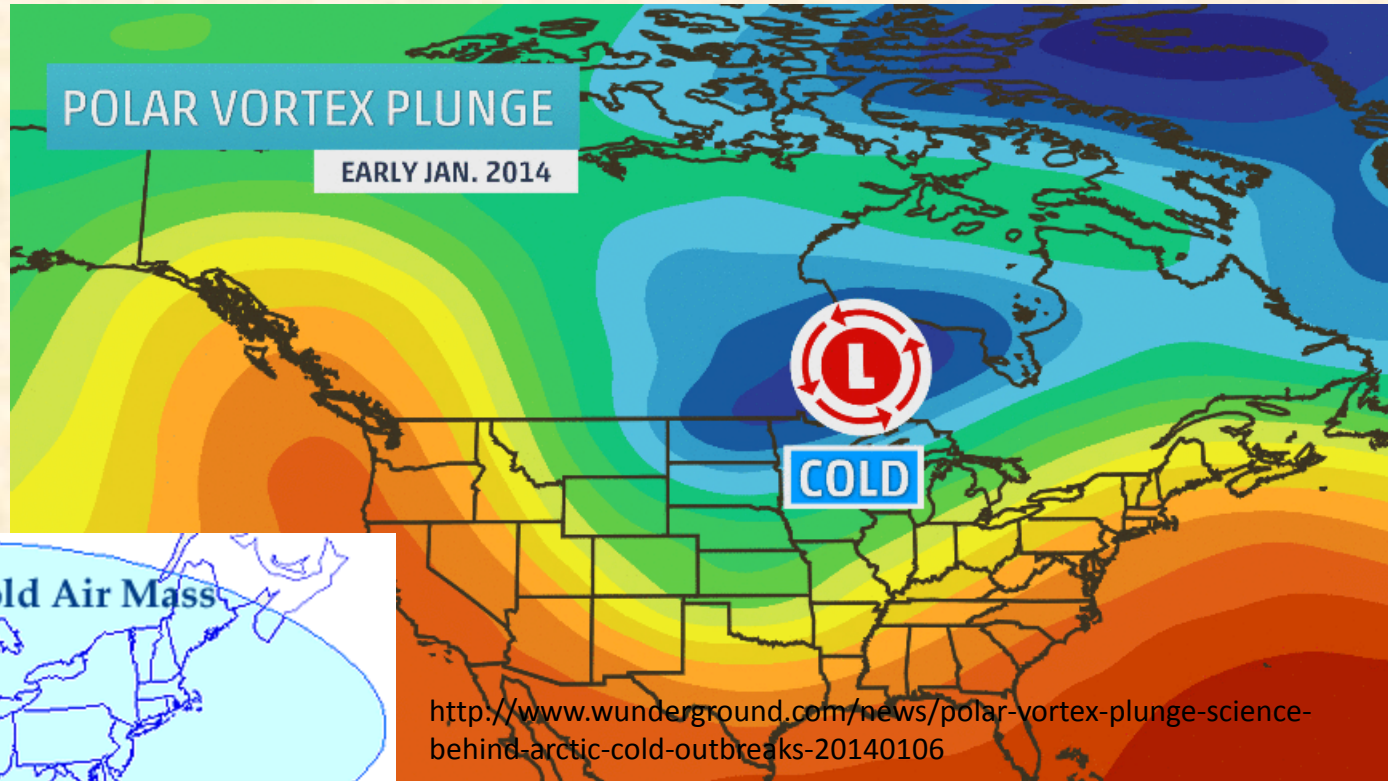 POLAR VORTEX PLUNGE
EARLY JAN. 2014
L
COLD
Air Mass
http://www.wunderground.com/news/polar-vortex-plunge-science-
behind-arctic-cold-outbreaks-20140106